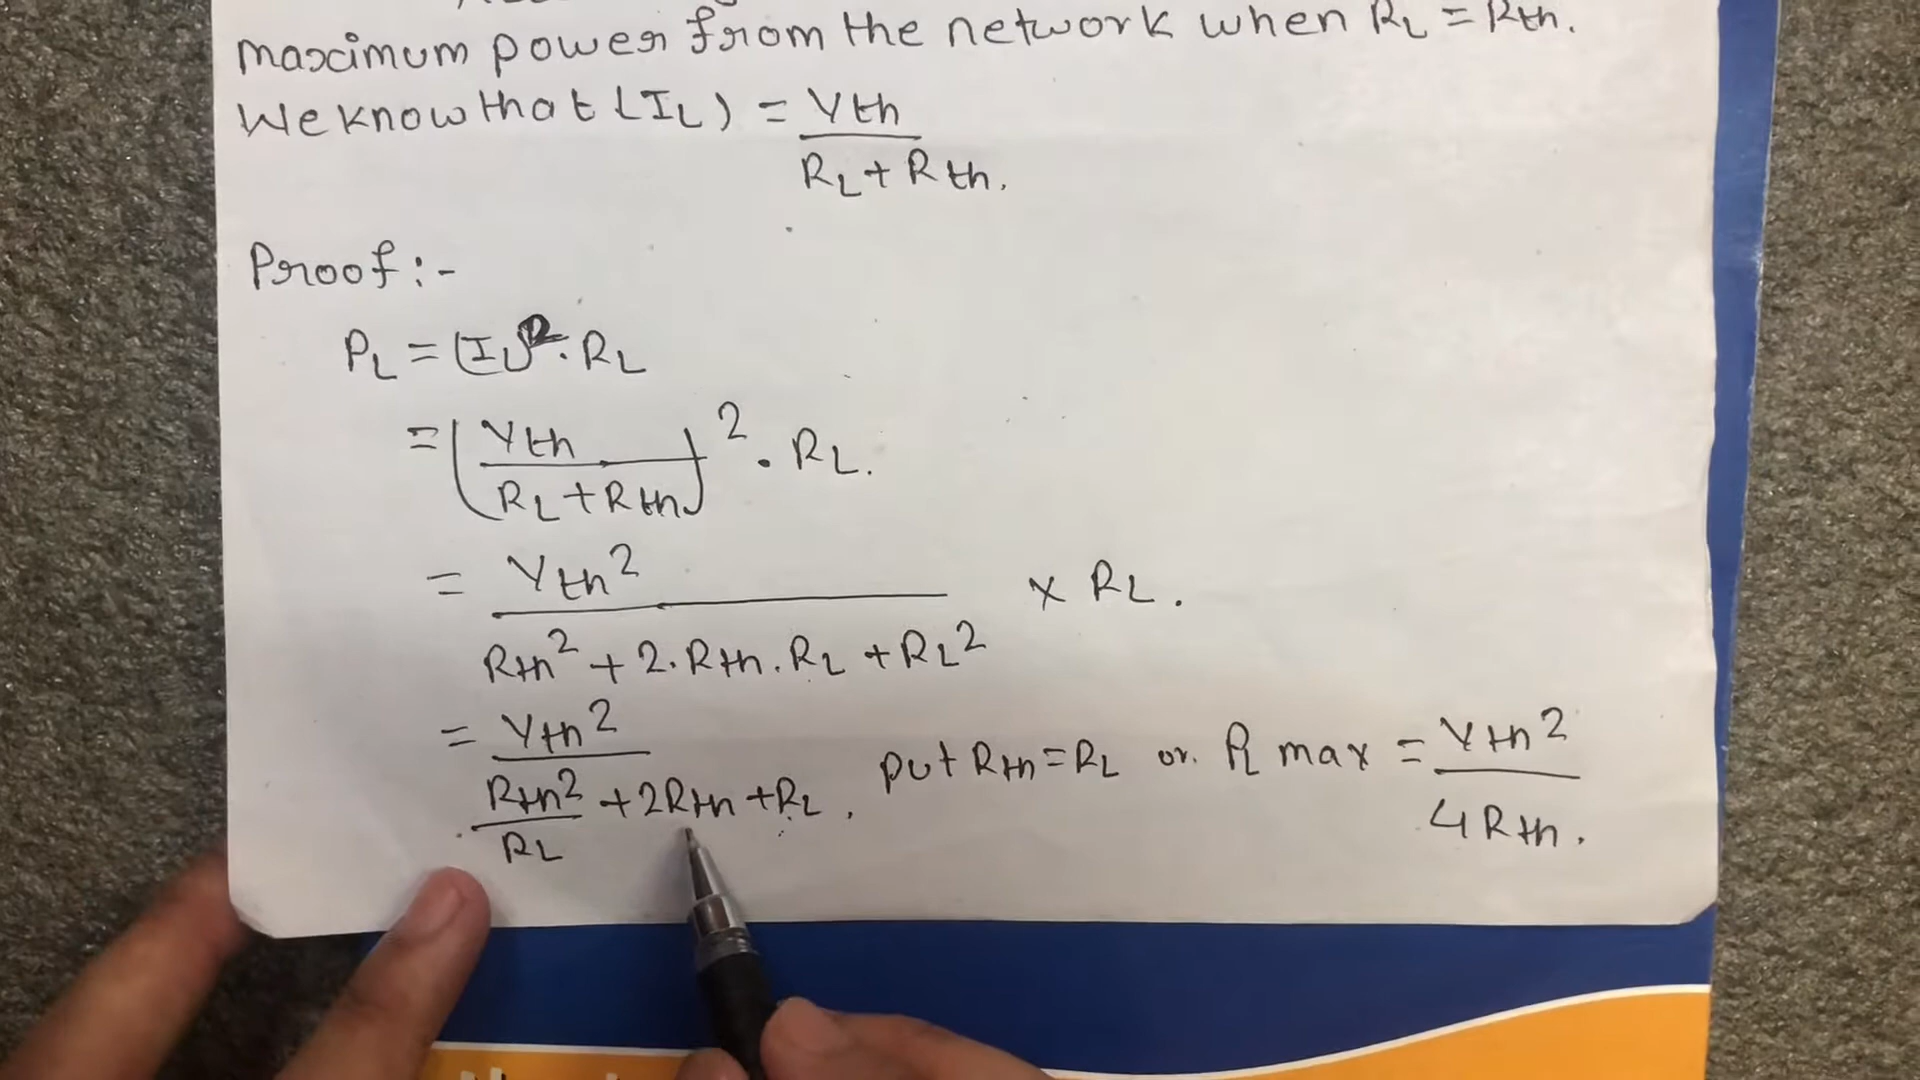 maximum power from the network when RL = Rth.
We know that (IL) = Vth / RL + Rth.
Proof :-
PL = (IL)². RL
= (Vth / RL + Rth)² . RL.
= Vth² / Rth² + 2. Rth. RL + RL² x RL.
= Vth² / Rth²/RL + 2Rth + RL . put Rth = RL or. PL max = Vth² / 4 Rth.